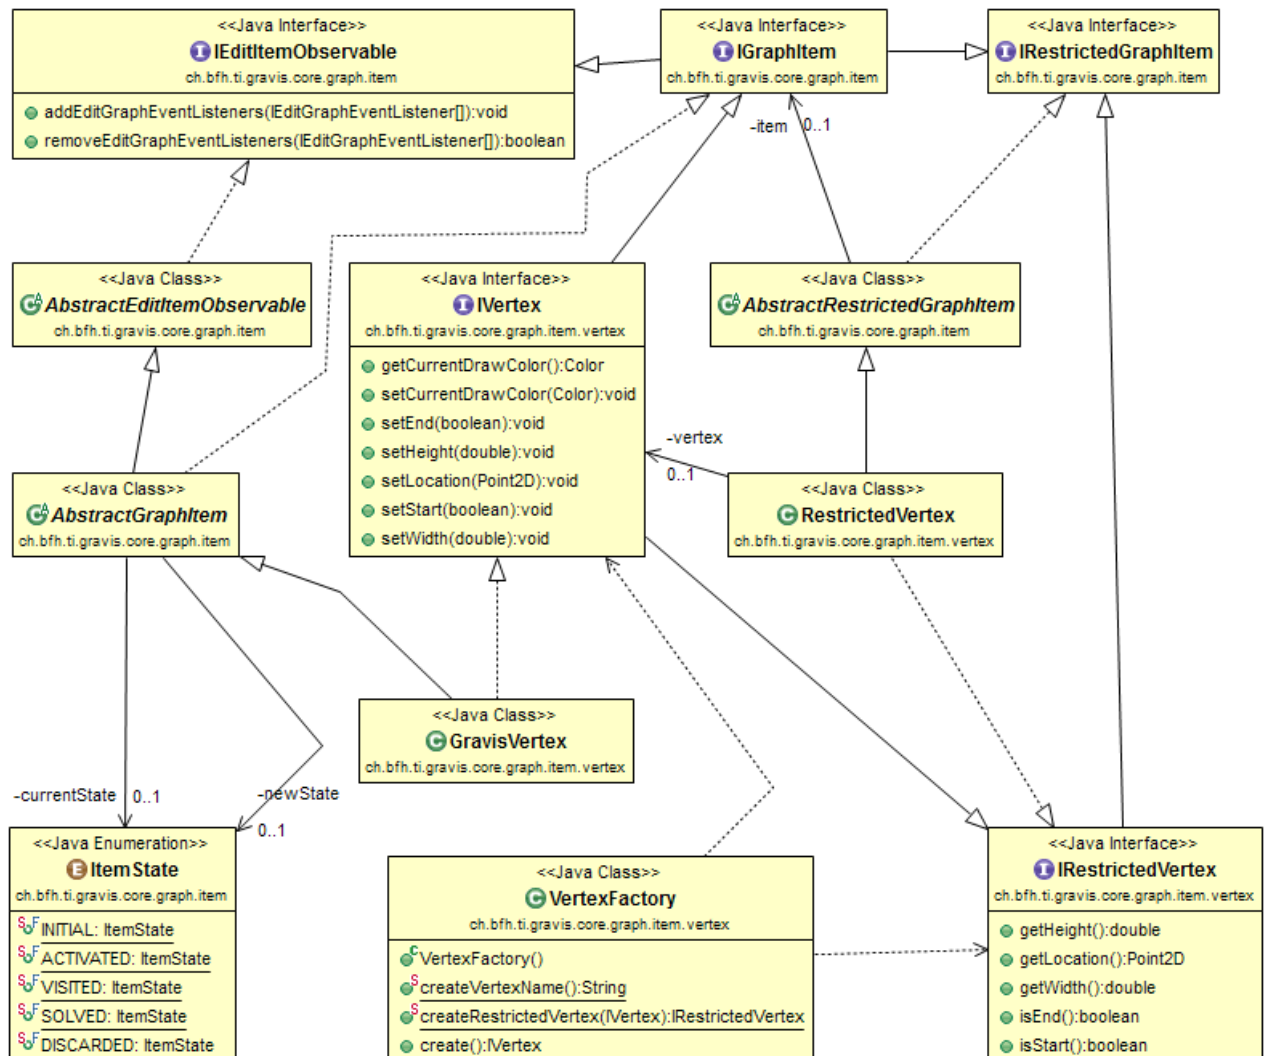 <<Java Interface>>
IEditItemObservable
ch.bfh.ti.gravis.core.graph.item
addEditGraphEventListeners(IEditGraphEventListener[]):void
removeEditGraphEventListeners(IEditGraphEventListener[]):boolean
<<Java Interface>>
IGraphItem
ch.bfh.ti.gravis.core.graph.item
<<Java Interface>>
IRestrictedGraphItem
ch.bfh.ti.gravis.core.graph.item
-item
0..1
<<Java Class>>
AbstractEditItemObservable
ch.bfh.ti.gravis.core.graph.item
<<Java Interface>>
IVertex
ch.bfh.ti.gravis.core.graph.item.vertex
getCurrentDrawColor():Color
setCurrentDrawColor(Color):void
setEnd(boolean):void
setHeight(double):void
setLocation(Point2D):void
setStart(boolean):void
setWidth(double):void
<<Java Class>>
AbstractRestrictedGraphItem
ch.bfh.ti.gravis.core.graph.item
-vertex
0..1
<<Java Class>>
AbstractGraphItem
ch.bfh.ti.gravis.core.graph.item
<<Java Class>>
RestrictedVertex
ch.bfh.ti.gravis.core.graph.item.vertex
<<Java Class>>
GravisVertex
ch.bfh.ti.gravis.core.graph.item.vertex
-currentState
0..1
-newState
0..1
<<Java Enumeration>>
ItemState
ch.bfh.ti.gravis.core.graph.item
INITIAL: ItemState
ACTIVATED: ItemState
VISITED: ItemState
SOLVED: ItemState
DISCARDED: ItemState
<<Java Class>>
VertexFactory
ch.bfh.ti.gravis.core.graph.item.vertex
VertexFactory()
createVertexName():String
createRestrictedVertex(IVertex):IRestrictedVertex
create():IVertex
<<Java Interface>>
IRestrictedVertex
ch.bfh.ti.gravis.core.graph.item.vertex
getHeight():double
getLocation():Point2D
getWidth():double
isEnd():boolean
isStart():boolean